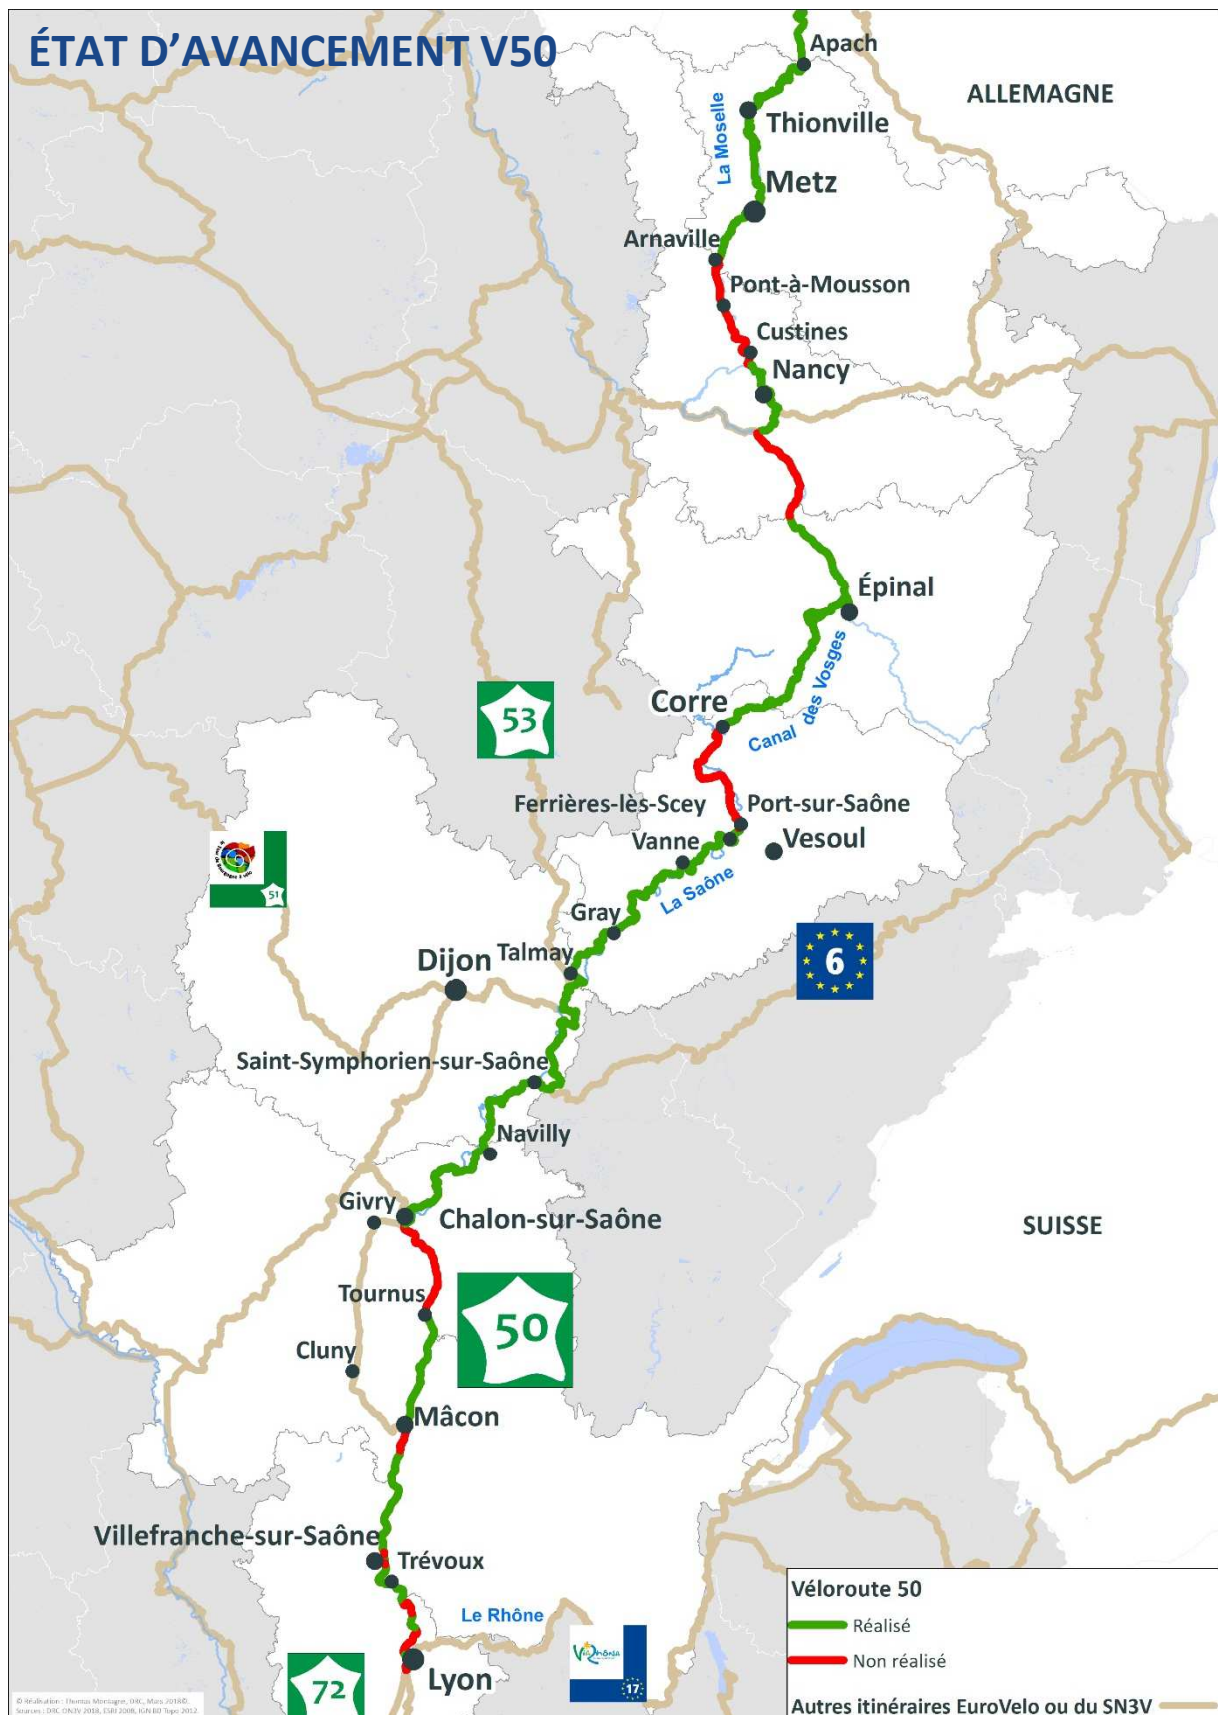 ÉTAT D’AVANCEMENT V50
Apach
ALLEMAGNE
La Moselle
Thionville
Metz
Arnaville
Pont-à-Mousson
Custines
Nancy
Épinal
Canal des Vosges
Corre
53
Ferrières-lès-Scey
Port-sur-Saône
Vanne
Vesoul
La Saône
51
Gray
Talmay
6
Dijon
Saint-Symphorien-sur-Saône
Navilly
Givry
Chalon-sur-Saône
SUISSE
Tournus
50
Cluny
Mâcon
Villefranche-sur-Saône
Trévoux
Le Rhône
Lyon
72
17
Véloroute 50
Réalisé
Non réalisé
Autres itinéraires EuroVelo ou du SN3V